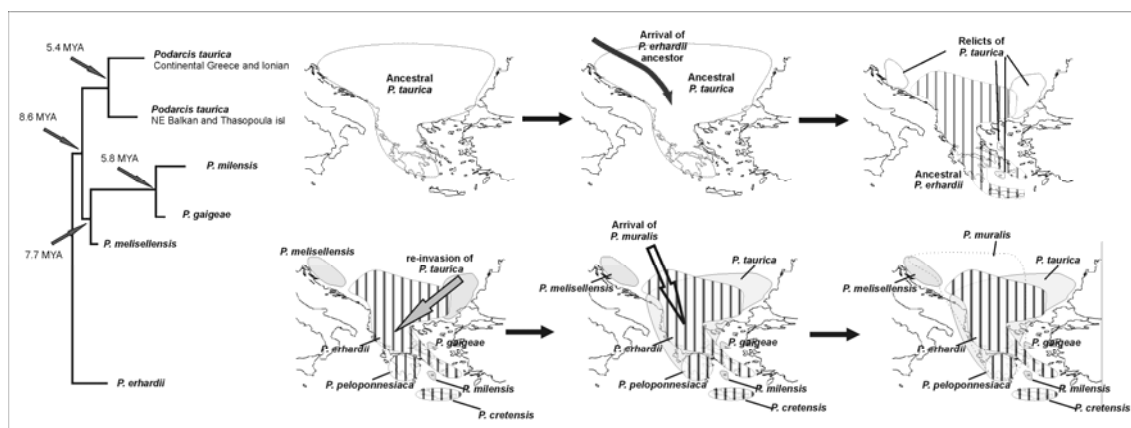 5.4 MYA
Podarcis taurica
Continental Greece and Ionian
8.6 MYA
Podarcis taurica
NE Balkan and Thasopoula isl
5.8 MYA
P. milensis
P. gaigeae
P. melisellensis
7.7 MYA
P. erhardii
Ancestral
P. taurica
Arrival of
P. erhardii
ancestor
Ancestral
P. taurica
Relicts of
P. taurica
Ancestral
P. erhardii
P. melisellensis
re-invasion of
P. taurica
P. erhardii
P. gaigeae
P. peloponnesiaca
P. milensis
P. cretensis
Arrival of
P. muralis
P. taurica
P. melisellensis
P. erhardii
P. gaigeae
P. peloponnesiaca
P. milensis
P. cretensis
P. muralis
P. taurica
P. melisellensis
P. erhardii
P. gaigeae
P. peloponnesiaca
P. milensis
P. cretensis